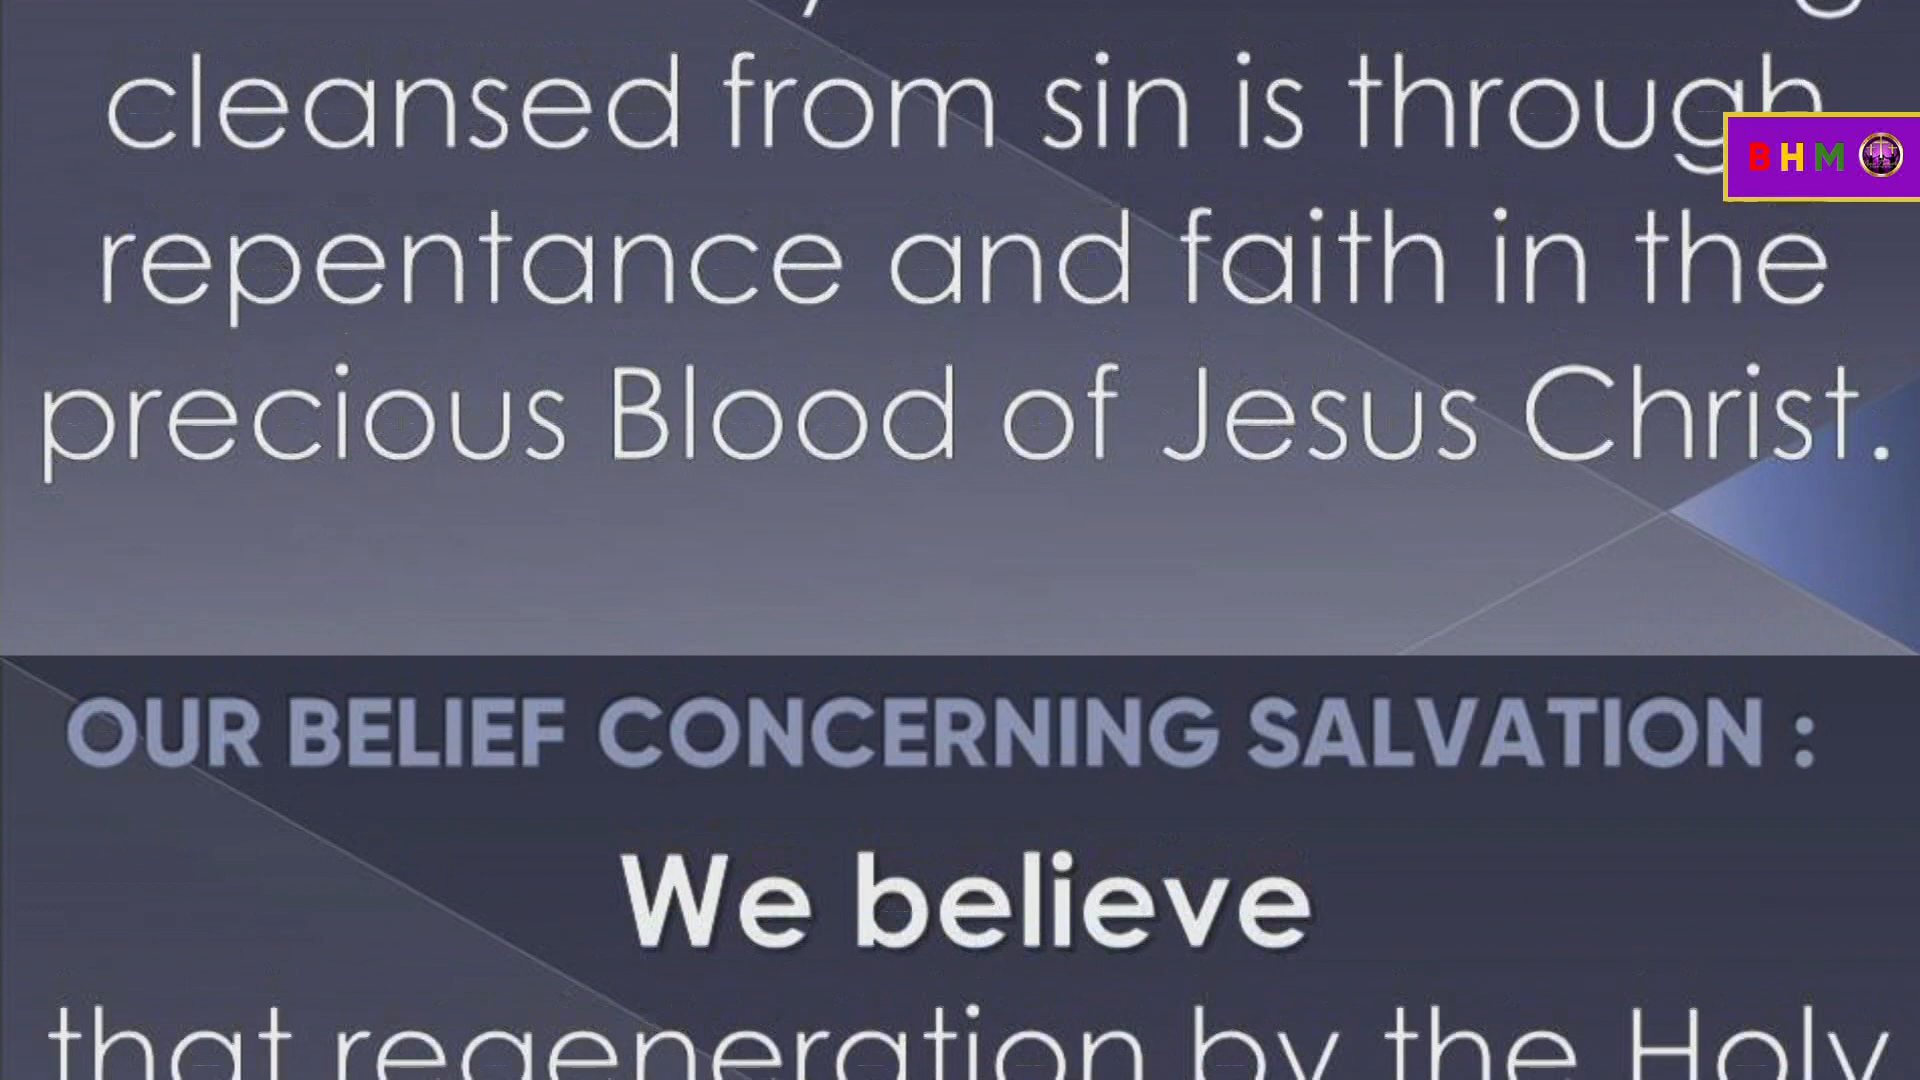 cleansed from sin is through
BHM
repentance and faith in the
precious Blood of Jesus Christ.
OUR BELIEF CONCERNING SALVATION :
We believe
that regeneration by the Holy